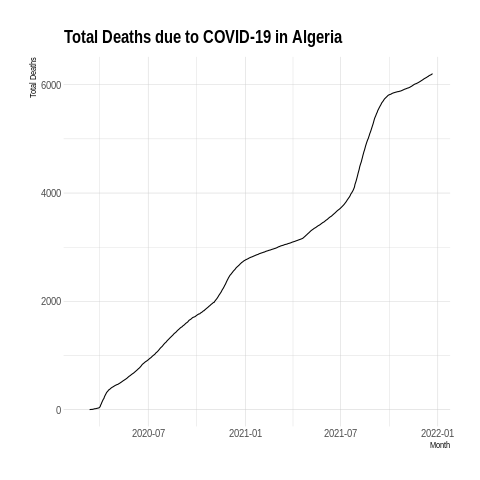 Total Deaths due to COVID-19 in Algeria
Total Deaths
6000
4000
2000
0
2020-07
2021-01
2021-07
2022-01
Month